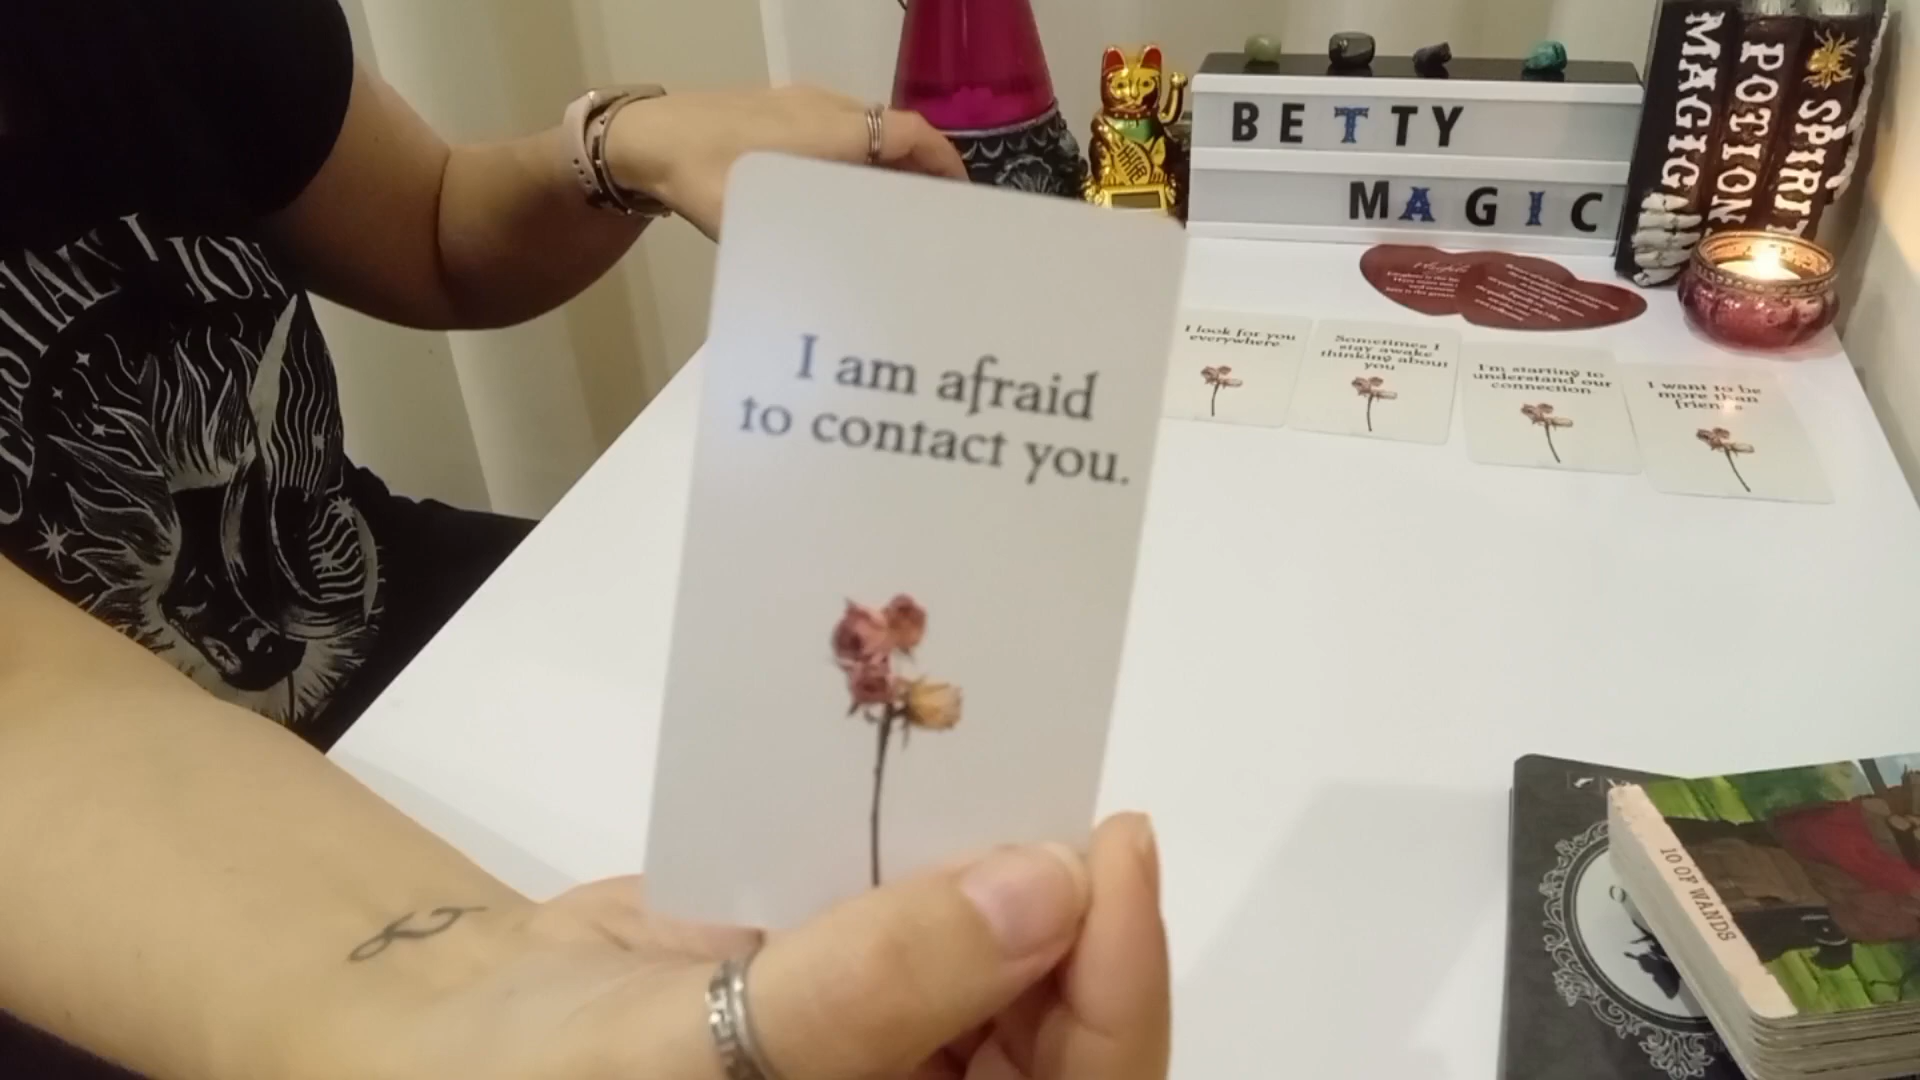 BETTY
MAGIC
MAGIC
POTION
SPIRIT
I am afraid
to contact you.
I look for you
everywhere
Sometimes I
stay awake
thinking about
you
I'm starting to
understand our
connection.
I want to be
more than
friends
10 OF WANDS